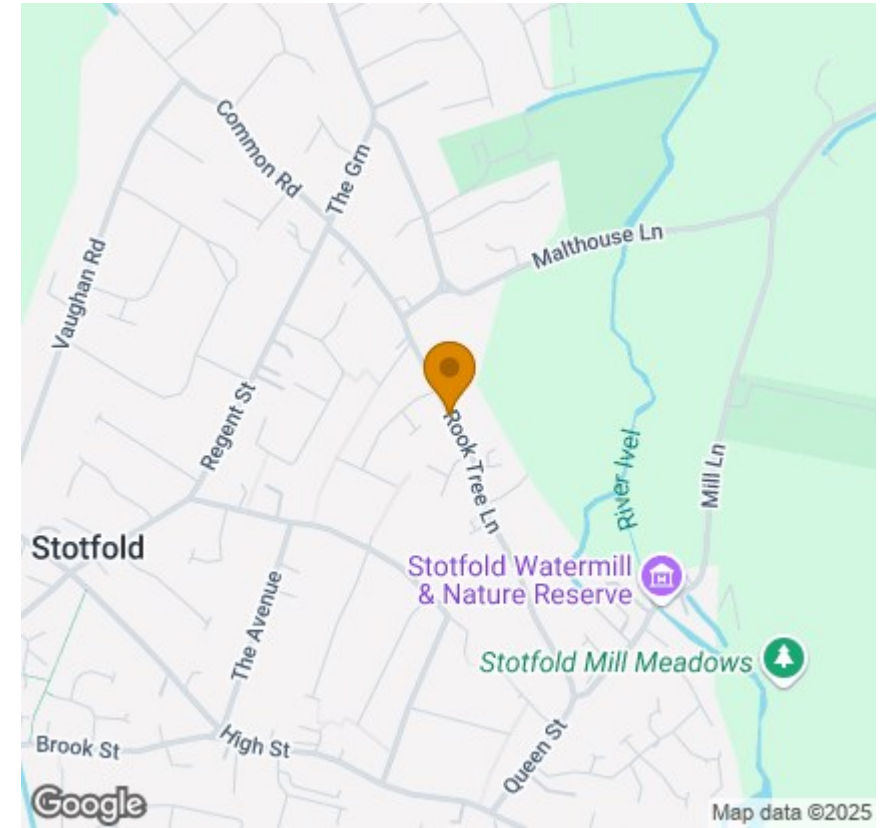 Common Rd
The Grn
Malthouse Ln
Vaughan Rd
Regent St
Rook Tree Ln
River Ivel
Mill Ln
Stotfold
Stotfold Watermill
& Nature Reserve
The Avenue
Stotfold Mill Meadows
Brook St
High St
Queen St
Google
Map data ©2025